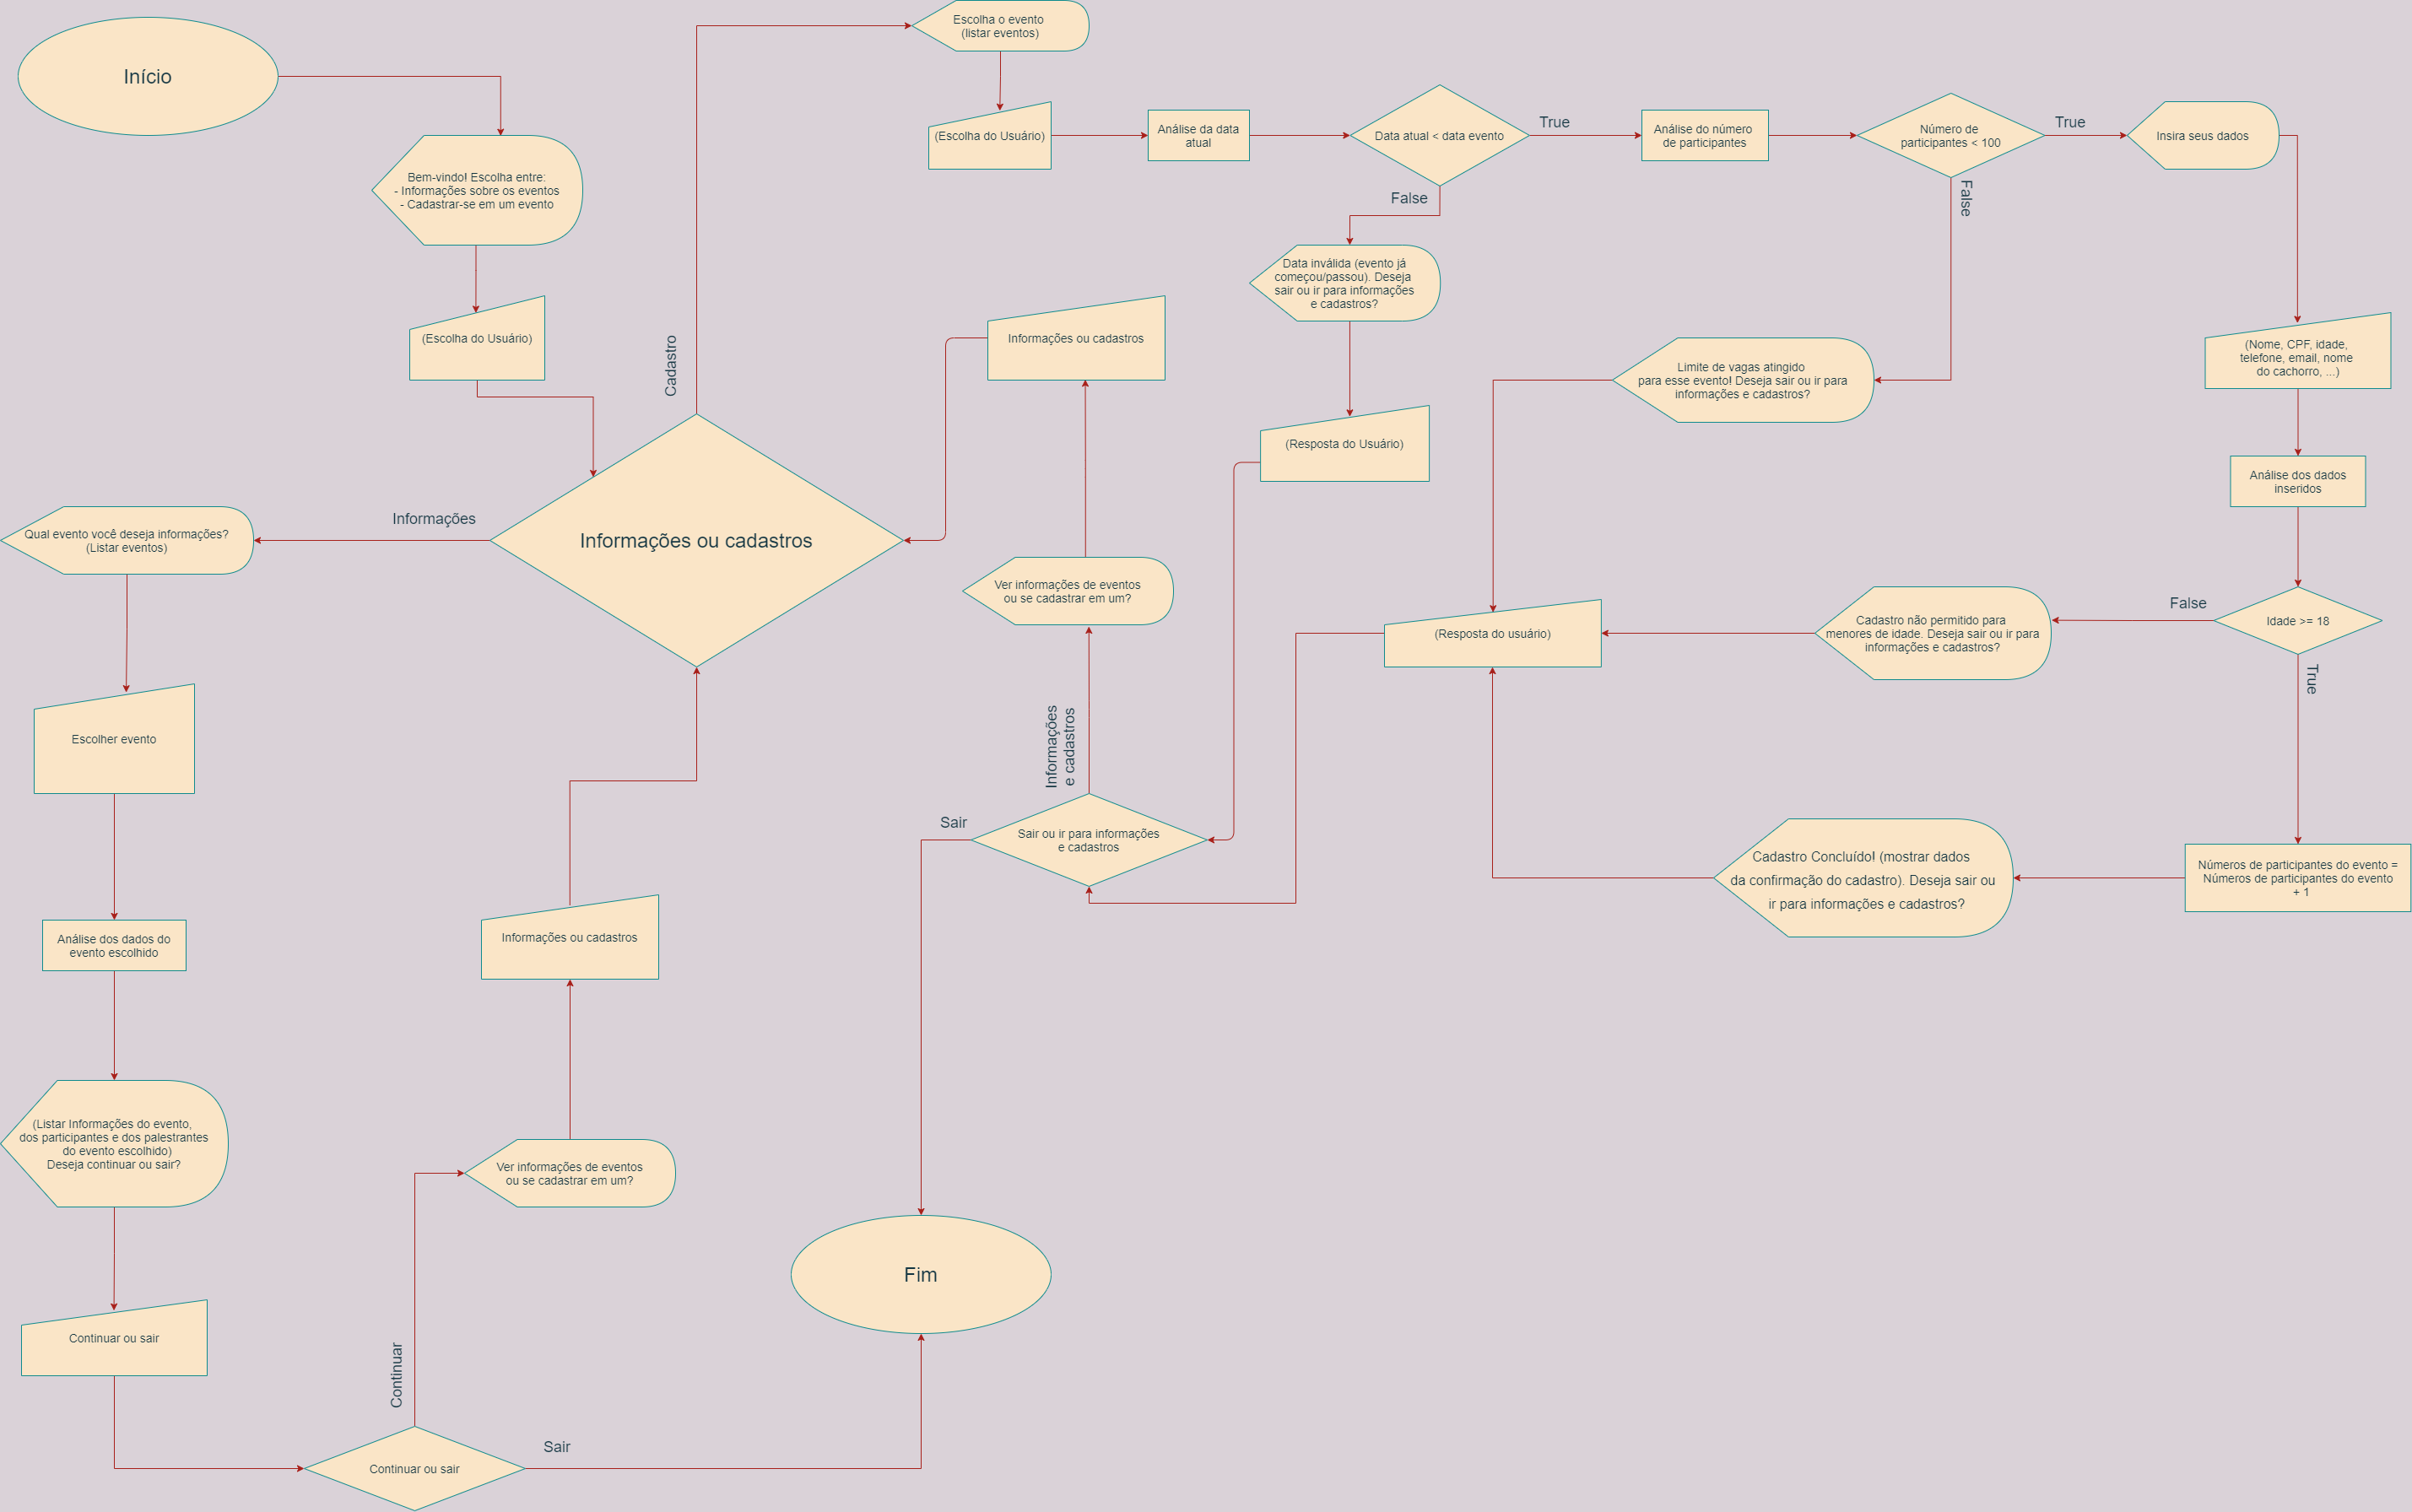 Início
Bem-vindo! Escolha entre:
- Informações sobre os eventos
- Cadastrar-se em um evento
(Escolha do Usuário)
Informações ou cadastros
Cadastro
Escolha o evento
(listar eventos)
(Escolha do Usuário)
Análise da data
atual
Data atual < data evento
True
False
Análise do número
de participantes
Número de
participantes < 100
True
False
Insira seus dados
(Nome, CPF, idade,
telefone, email, nome
do cachorro, ...)
Análise dos dados
inseridos
Idade >= 18
False
True
Números de participantes do evento =
Números de participantes do evento
+ 1
Cadastro Concluído! (mostrar dados
da confirmação do cadastro). Deseja sair ou
ir para informações e cadastros?
Cadastro não permitido para
menores de idade. Deseja sair ou ir para
informações e cadastros?
Limite de vagas atingido
para esse evento! Deseja sair ou ir para
informações e cadastros?
(Resposta do usuário)
Data inválida (evento já
começou/passou). Deseja
sair ou ir para informações
e cadastros?
(Resposta do Usuário)
Sair ou ir para informações
e cadastros
Informações
e cadastros
Sair
Ver informações de eventos
ou se cadastrar em um?
Informações ou cadastros
Informações
Qual evento você deseja informações?
(Listar eventos)
Escolher evento
Análise dos dados do
evento escolhido
(Listar Informações do evento,
dos participantes e dos palestrantes
do evento escolhido)
Deseja continuar ou sair?
Continuar ou sair
Continuar ou sair
Continuar
Sair
Ver informações de eventos
ou se cadastrar em um?
Informações ou cadastros
Fim